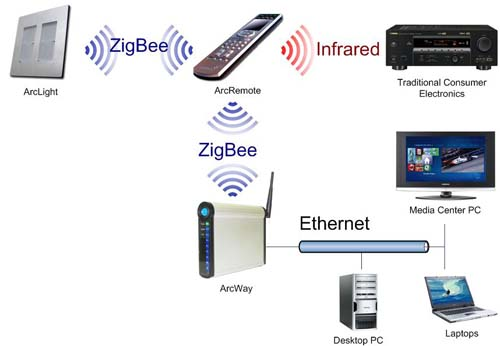 ZigBee
Infrared
ArcLight
ArcRemote
Traditional Consumer
Electronics
ZigBee
Media Center PC
Ethernet
ArcWay
Desktop PC
Laptops